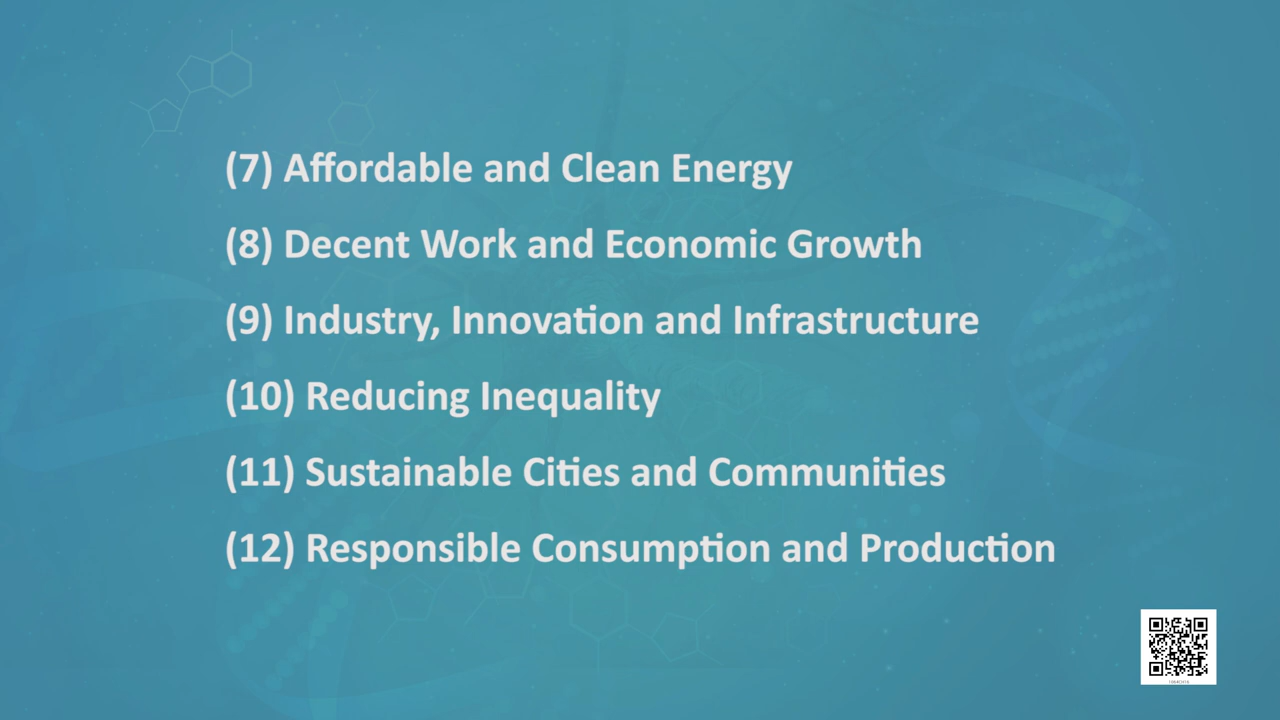 (7) Affordable and Clean Energy
(8) Decent Work and Economic Growth
(9) Industry, Innovation and Infrastructure
(10) Reducing Inequality
(11) Sustainable Cities and Communities
(12) Responsible Consumption and Production